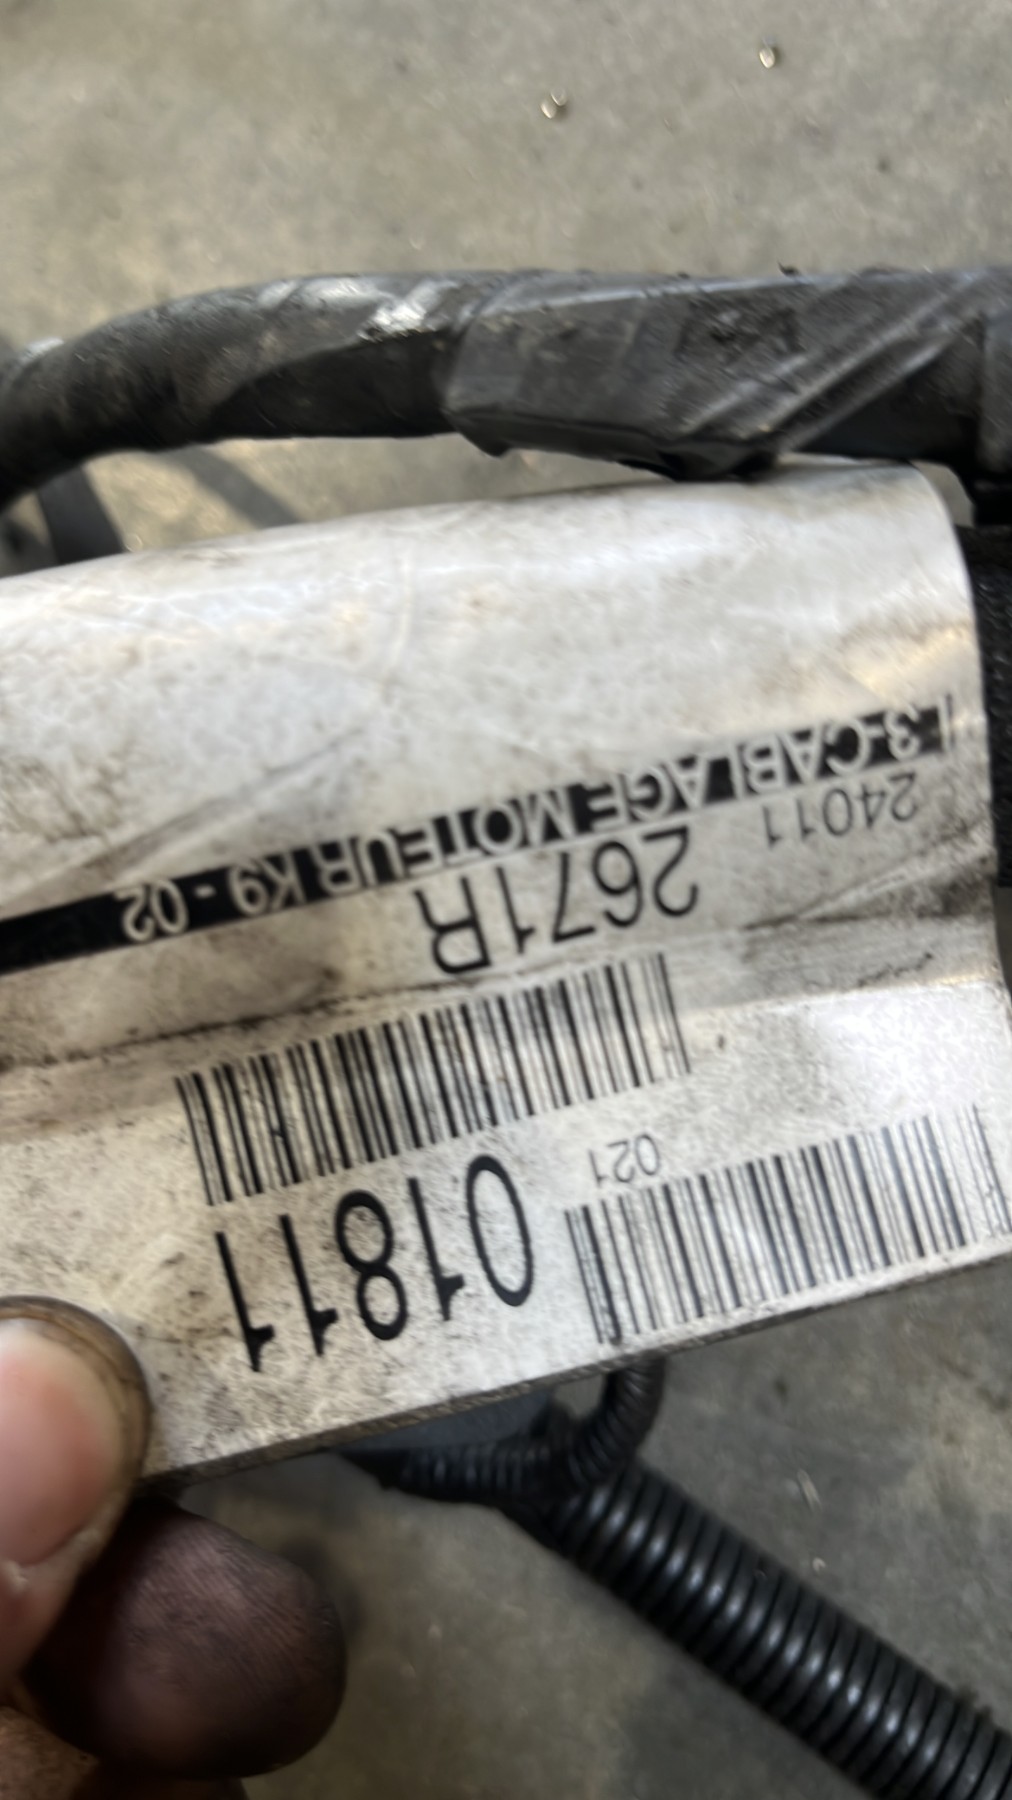 01811
021
24011 2671R
3-CABLAGE MOTEUR K9 - 02